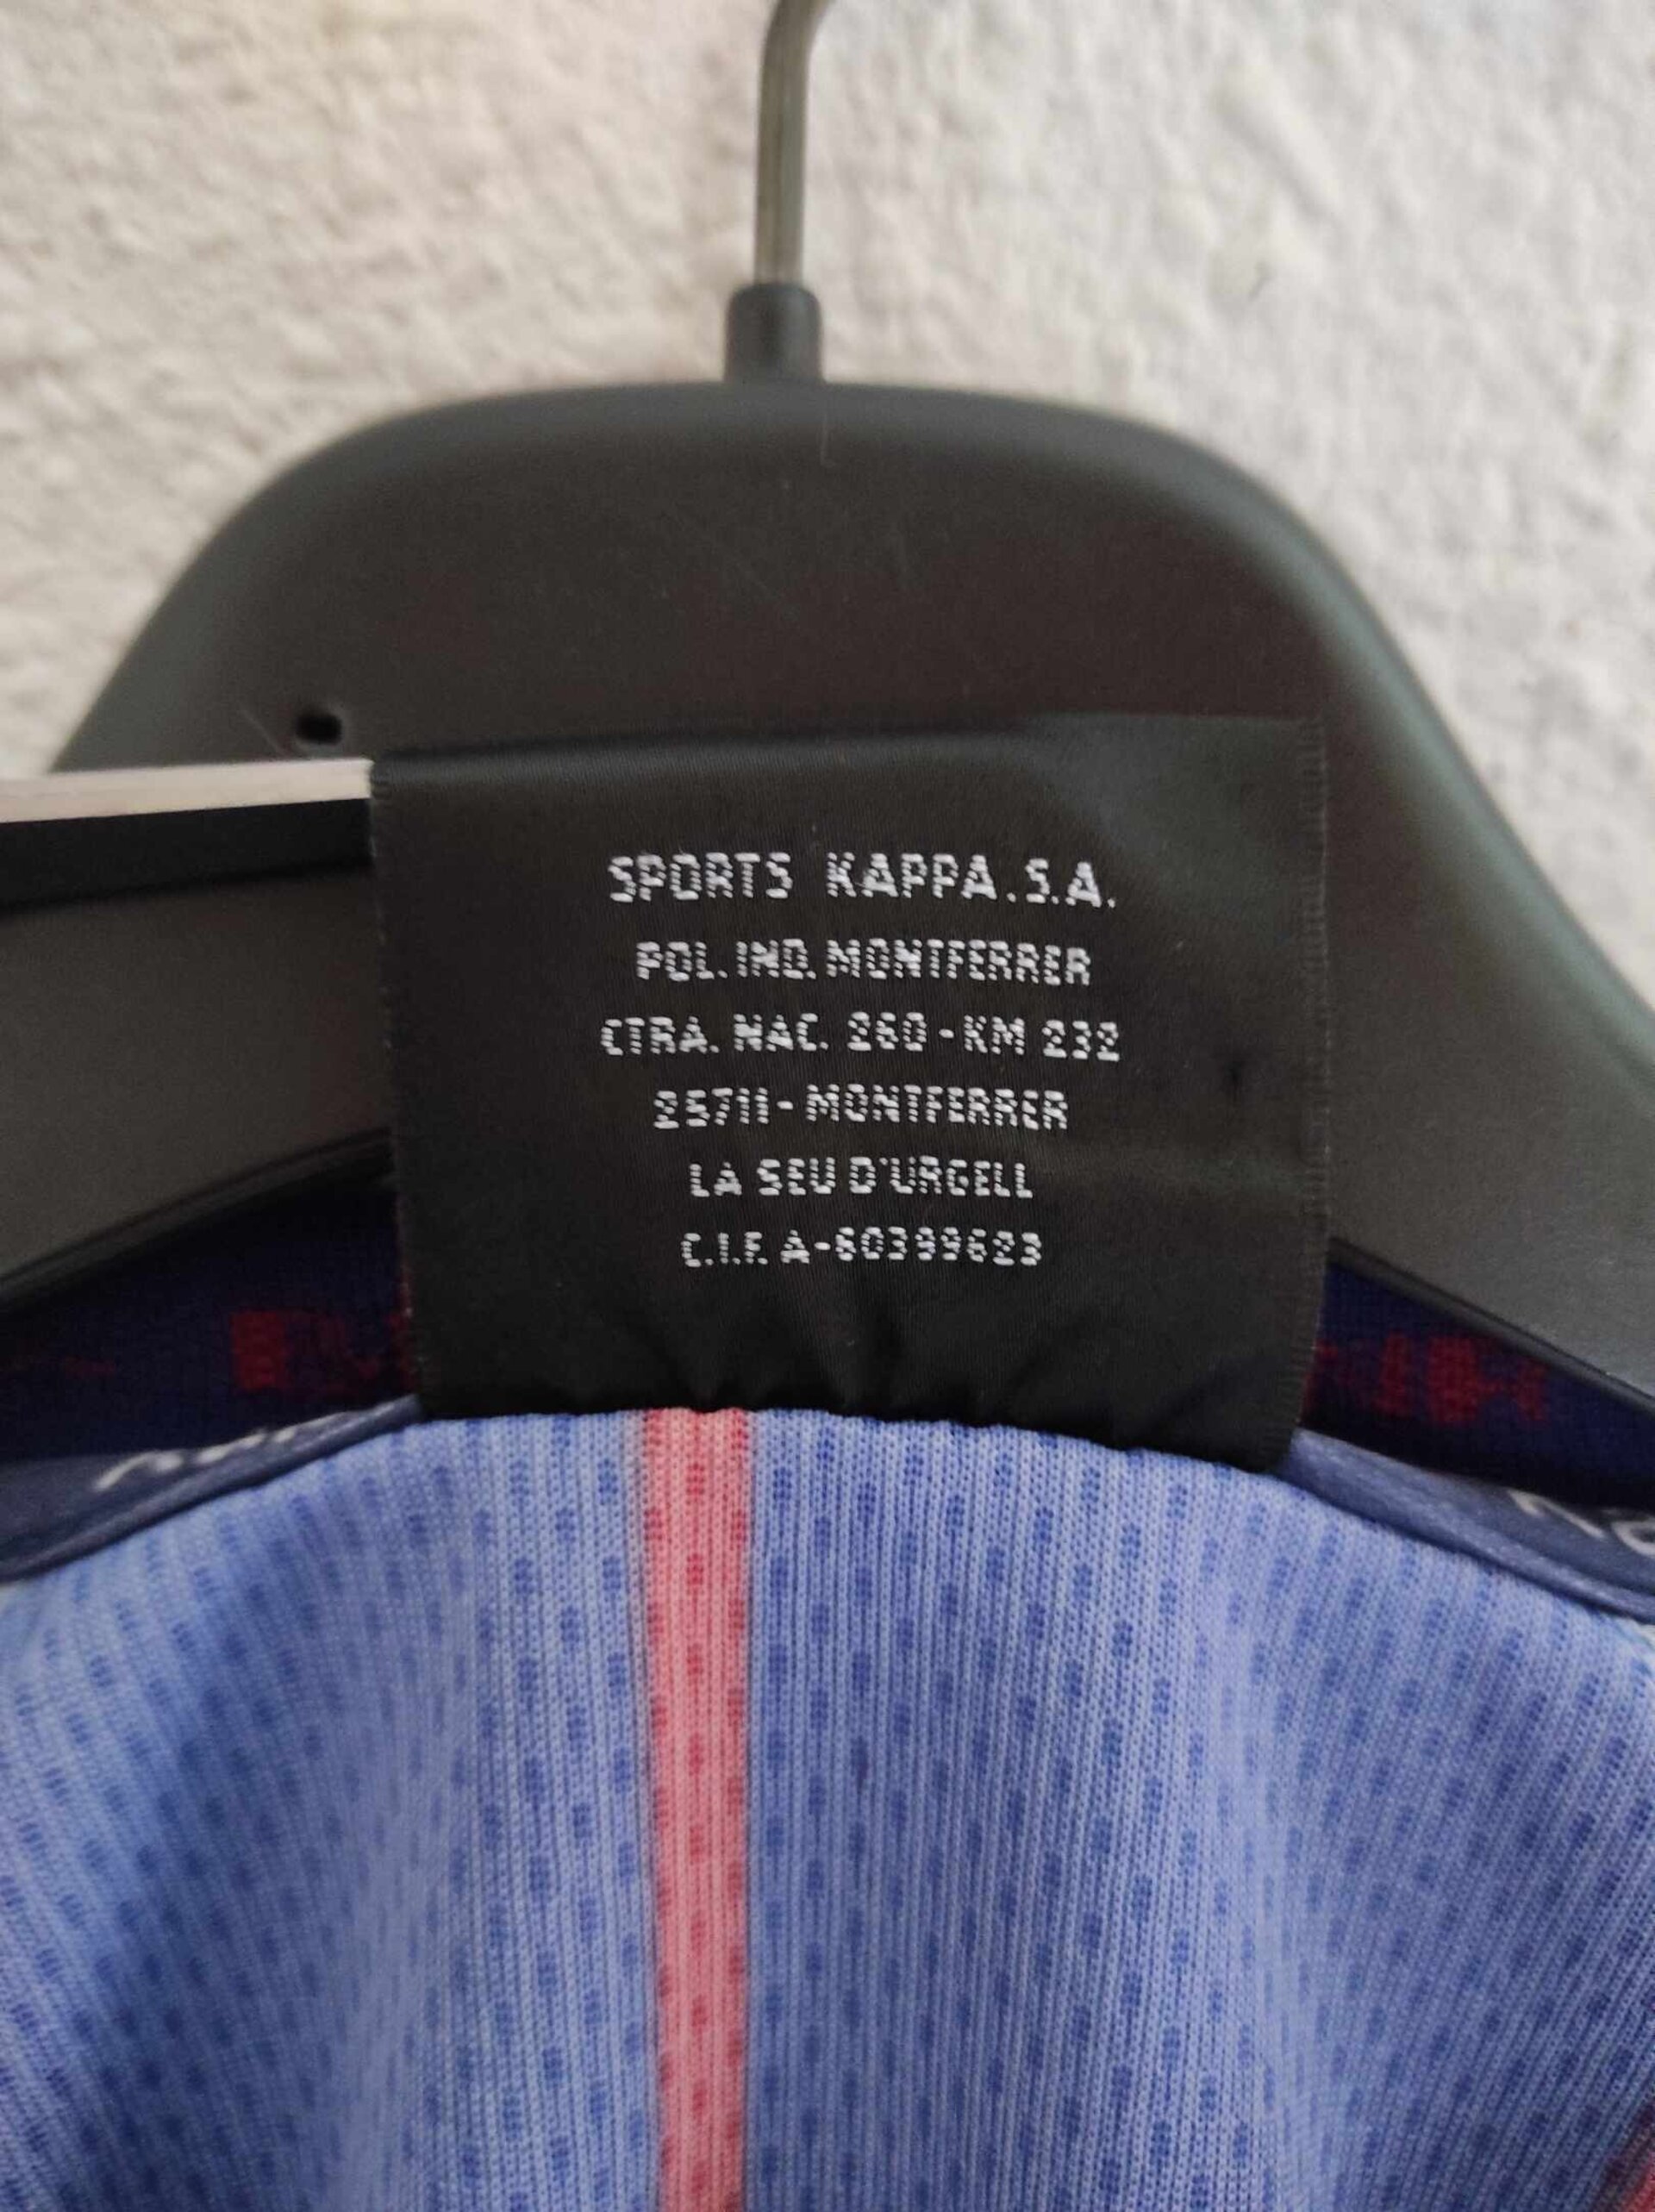 SPORTS KAPPA.S.A.
POL. IND. MONTFERRER
CTRA. NAC. 260 - KM 232
25711 - MONTFERRER
LA SEU D'URGELL
C.I.F. A-60399623